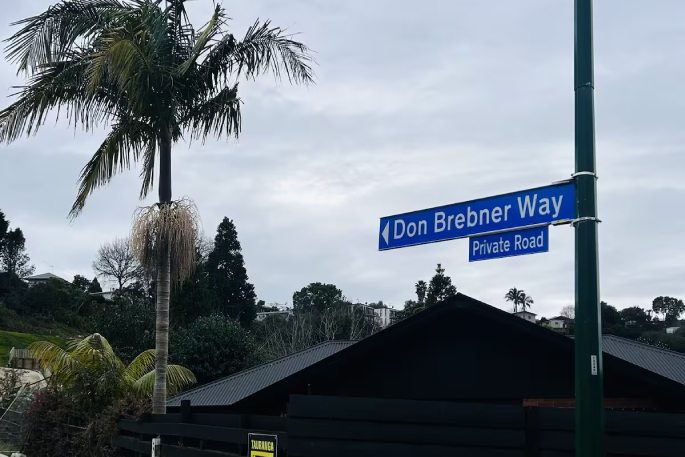 Don Brebner Way
Private Road
TAURANGA